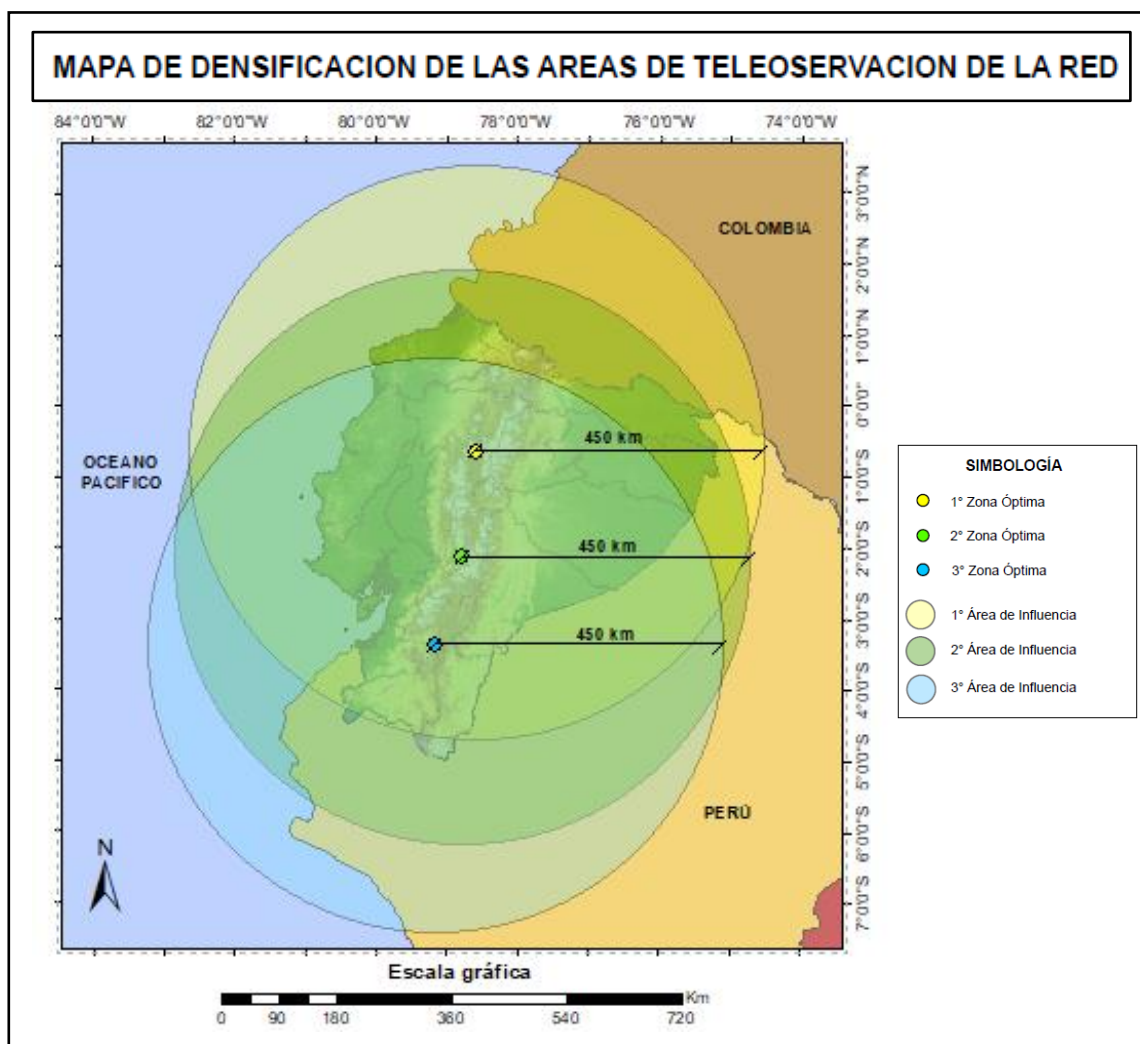 MAPA DE DENSIFICACION DE LAS AREAS DE TELEOSERVACION DE LA RED
84°0'0"W 82°0'0"W 80°0'0"W 78°0'0"W 76°0'0"W 74°0'0"W
3°0'0"N
2°0'0"N
1°0'0"N
0°0'0"
1°0'0"S
2°0'0"S
3°0'0"S
4°0'0"S
5°0'0"S
6°0'0"S
7°0'0"S
COLOMBIA
OCEANO
PACIFICO
450 km
450 km
450 km
PERÚ
N
SIMBOLOGÍA
1° Zona Óptima
2° Zona Óptima
3° Zona Óptima
1° Área de Influencia
2° Área de Influencia
3° Área de Influencia
Escala gráfica
Km
0 90 180 360 540 720